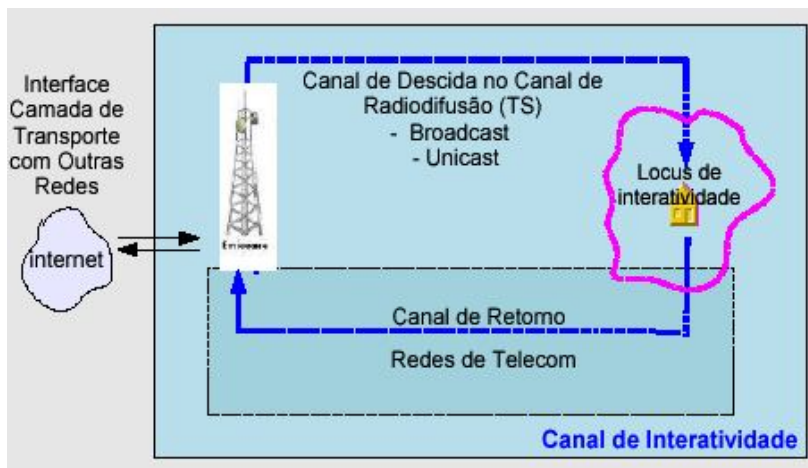 Interface
Camada de
Transporte
com Outras
Redes
internet
Canal de Descida no Canal de
Radiodifusão (TS)
- Broadcast
- Unicast
Locus de
interatividade
Canal de Retorno
Redes de Telecom
Canal de Interatividade